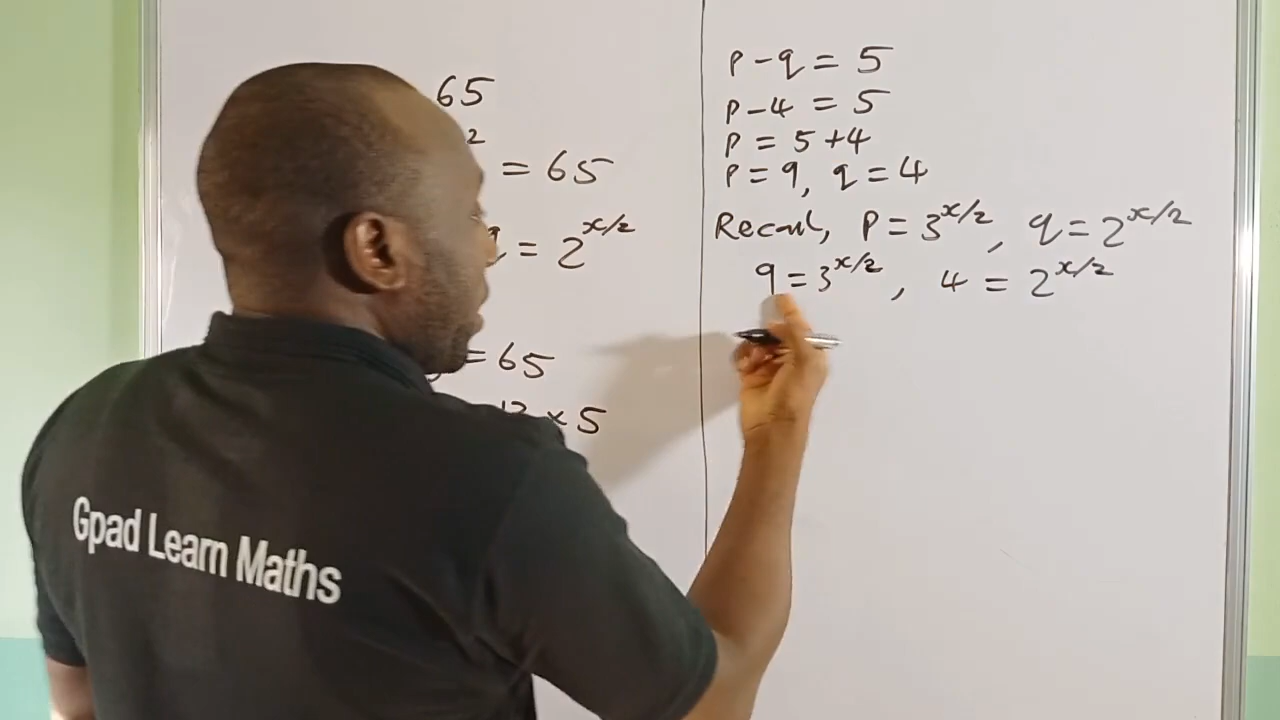 65
2
= 65
= 2^x/2
= 65
× 5
P - q = 5
P - 4 = 5
P = 5 + 4
P = 9, q = 4
Recall, P = 3^x/2, q = 2^x/2
9 = 3^x/2, 4 = 2^x/2
Gpad Learn Maths